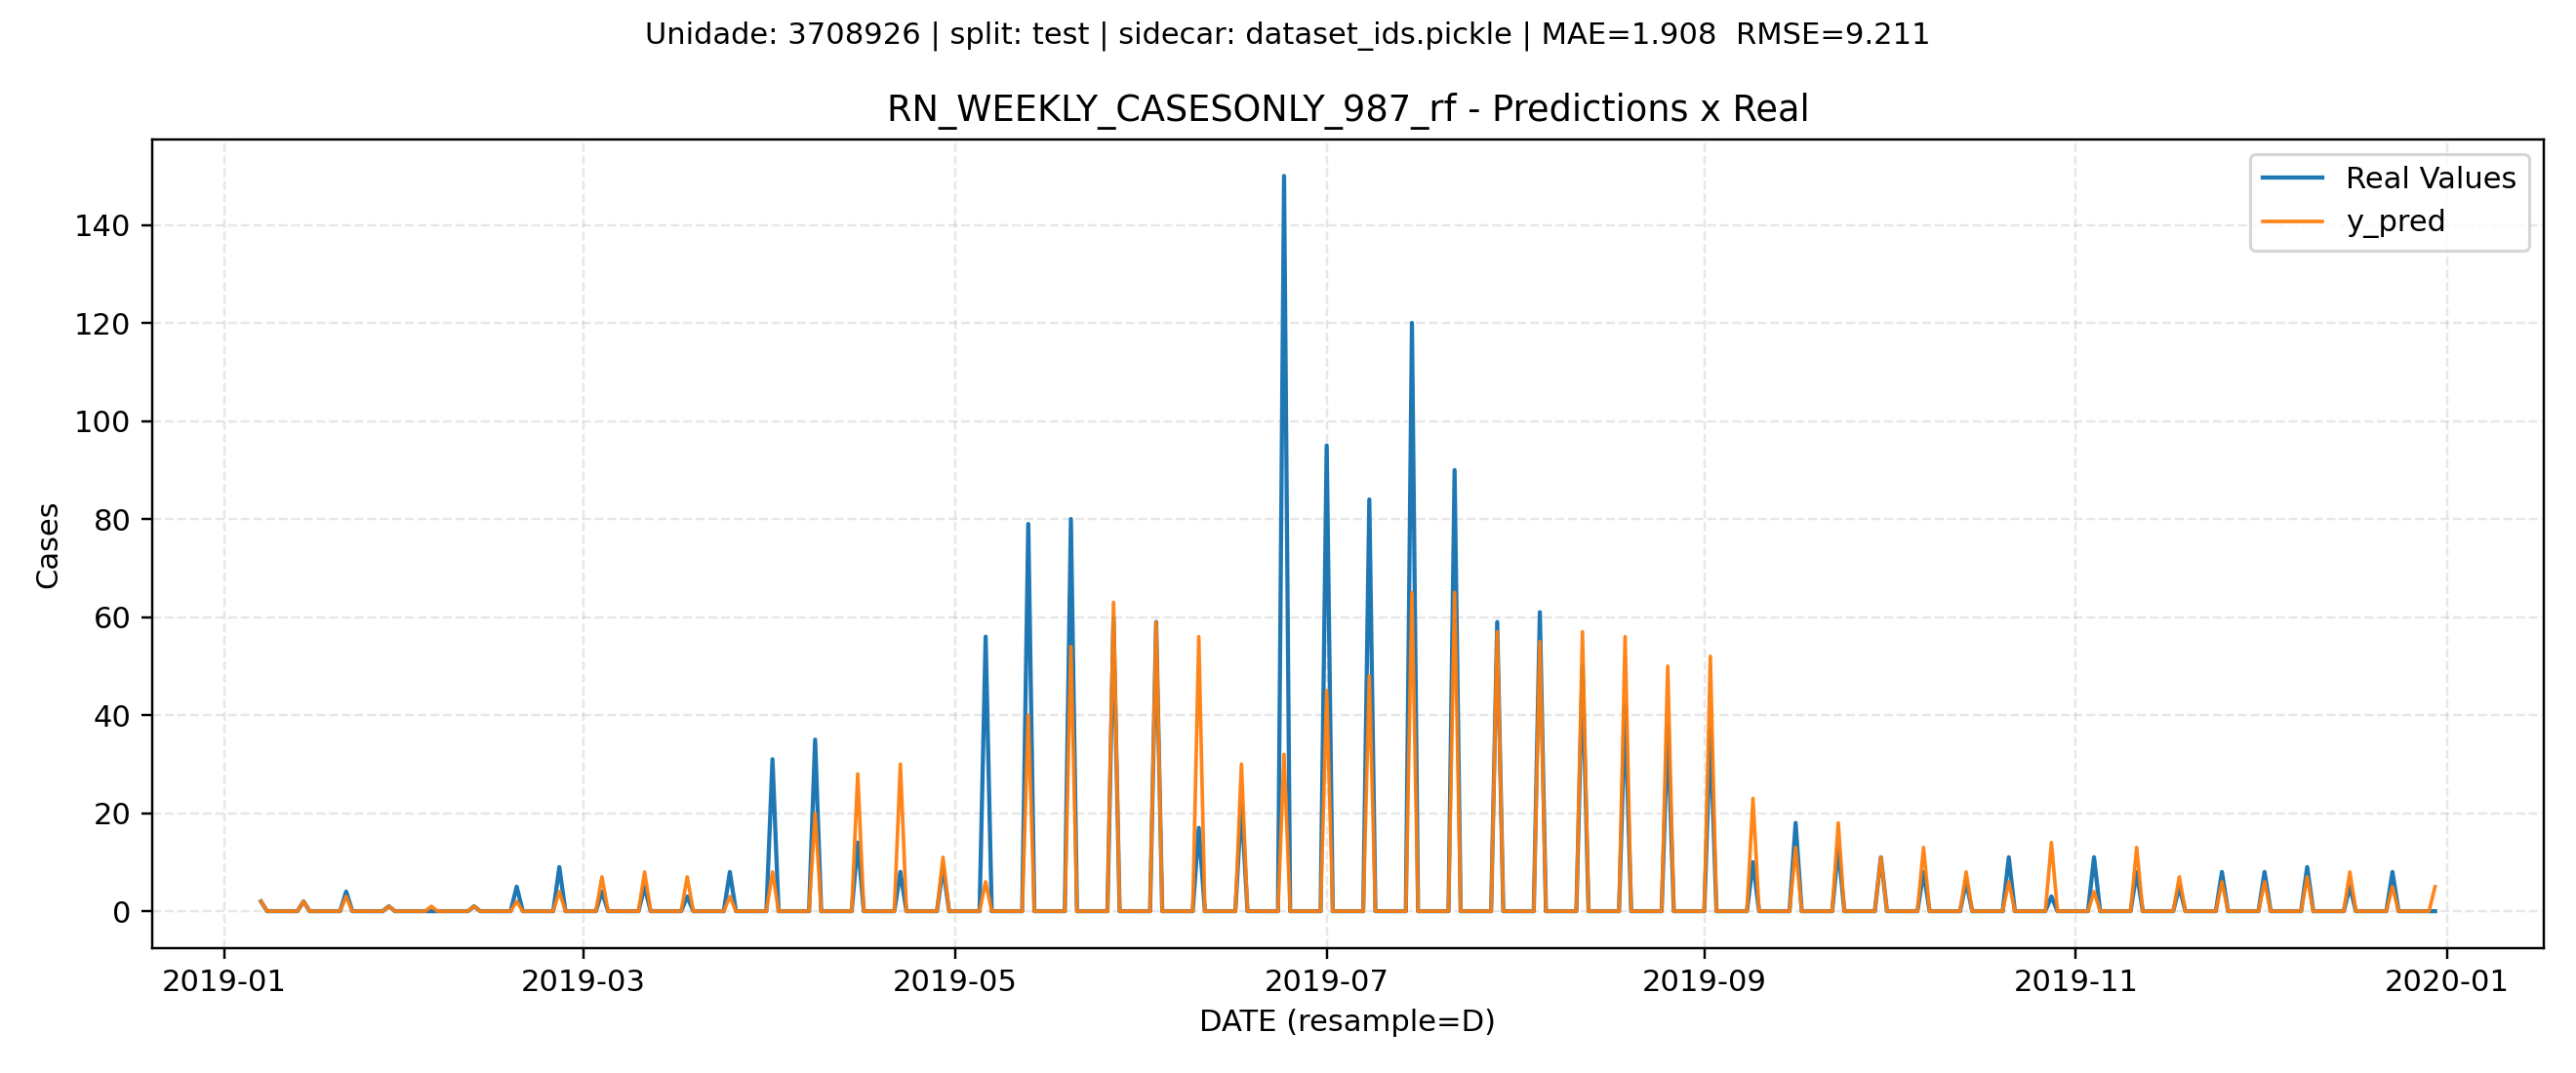 Unidade: 3708926 | split: test | sidecar: dataset_ids.pickle | MAE=1.908  RMSE=9.211
RN_WEEKLY_CASESONLY_987_rf - Predictions x Real
Real Values
y_pred
140
120
100
80
60
40
20
0
Cases
2019-01
2019-03
2019-05
2019-07
2019-09
2019-11
2020-01
DATE (resample=D)